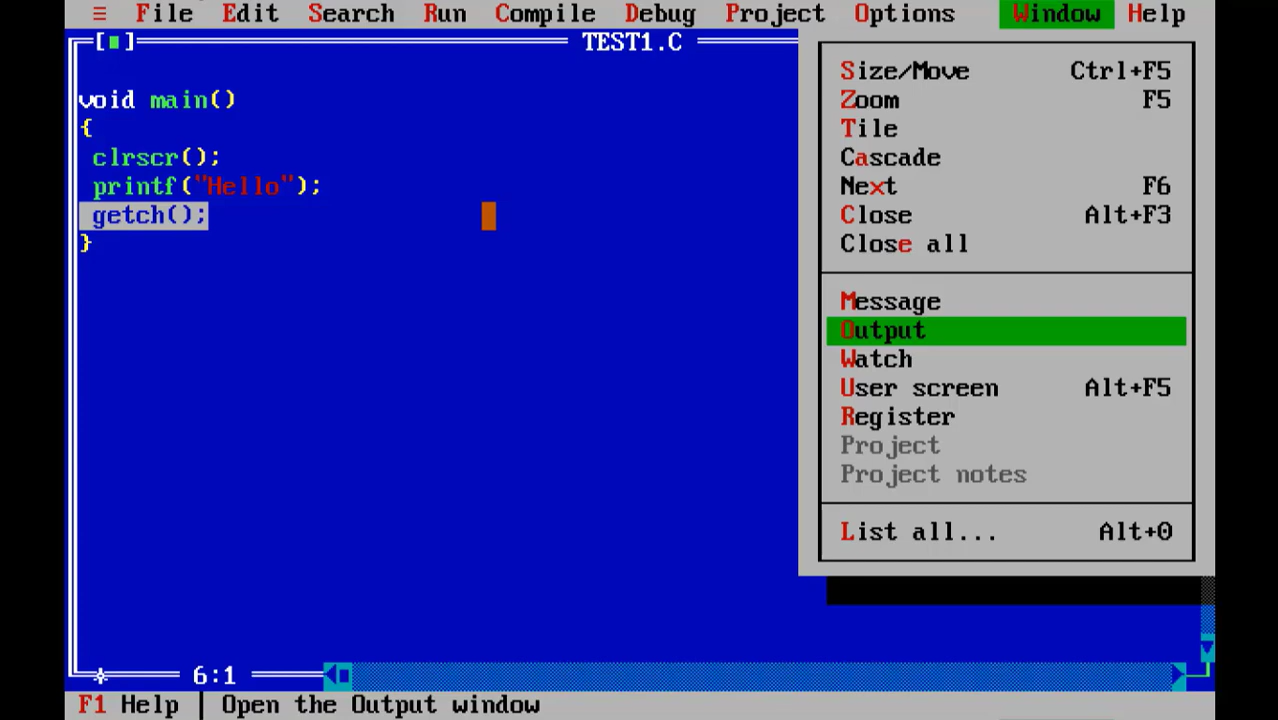 ≡ File Edit Search Run Compile Debug Project Options Window Help
[■] TEST1.C
void main()
{
clrscr();
printf("Hello");
getch();
}
Size/Move Ctrl+F5
Zoom F5
Tile
Cascade
Next F6
Close Alt+F3
Close all
Message
Output
Watch
User screen Alt+F5
Register
Project
Project notes
List all... Alt+0
6:1
F1 Help | Open the Output window